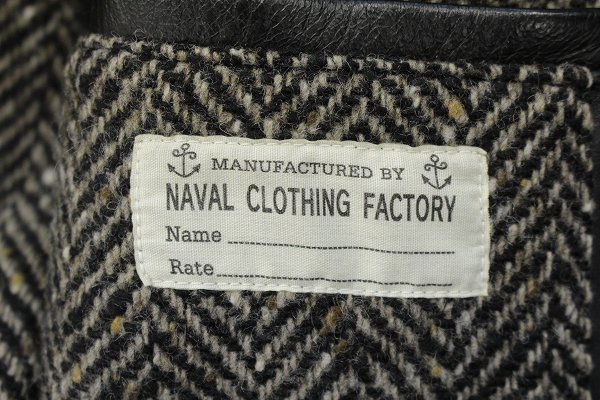 MANUFACTURED BY
NAVAL CLOTHING FACTORY
Name
Rate